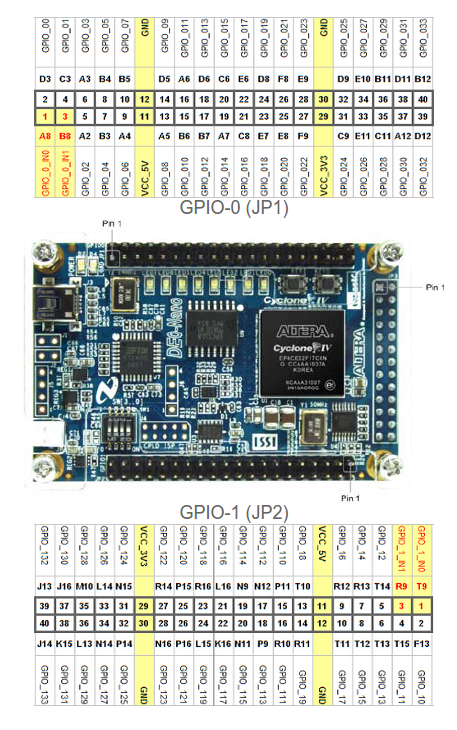 GPIO_00 GPIO_01 GPIO_03 GPIO_05 GPIO_07 GND GPIO_09 GPIO_011 GPIO_013 GPIO_015 GPIO_017 GPIO_019 GPIO_021 GPIO_023 GND GPIO_025 GPIO_027 GPIO_029 GPIO_031 GPIO_033
D3 C3 A3 B4 B5 D5 A6 D6 C6 E6 D8 F8 E9 D9 E10 B11 D11 B12
2 4 6 8 10 12 14 16 18 20 22 24 26 28 30 32 34 36 38 40
1 3 5 7 9 11 13 15 17 19 21 23 25 27 29 31 33 35 37 39
A8 B8 A2 B3 A4 A5 B6 B7 A7 C8 E7 E8 F9 C9 E11 C11 A12 D12
GPIO_0_IN0 GPIO_0_IN1 GPIO_02 GPIO_04 GPIO_06 VCC_5V GPIO_08 GPIO_010 GPIO_012 GPIO_014 GPIO_016 GPIO_018 GPIO_020 GPIO_022 VCC_3V3 GPIO_024 GPIO_026 GPIO_028 GPIO_030 GPIO_032
GPIO-0 (JP1)
Pin 1
Pin 1
POWER
DE0-Nano
Cyclone IV
ALTERA
Cyclone IV
EP4CE22F17C6N
KOREA
ISSI
Pin 1
GPIO-1 (JP2)
GPIO_132 GPIO_130 GPIO_128 GPIO_126 GPIO_124 VCC_3V3 GPIO_122 GPIO_120 GPIO_118 GPIO_116 GPIO_114 GPIO_112 GPIO_110 GPIO_18 VCC_5V GPIO_16 GPIO_14 GPIO_12 GPIO_1_IN1 GPIO_1_IN0
J13 J16 M10 L14 N15 R14 P15 R16 L16 N9 N12 P11 T10 R12 R13 T14 R9 T9
39 37 35 33 31 29 27 25 23 21 19 17 15 13 11 9 7 5 3 1
40 38 36 34 32 30 28 26 24 22 20 18 16 14 12 10 8 6 4 2
J14 K15 L13 N14 P14 N16 P16 L15 K16 N11 P9 R10 R11 T11 T12 T13 T15 F13
GPIO_133 GPIO_131 GPIO_129 GPIO_127 GPIO_125 GND GPIO_123 GPIO_121 GPIO_119 GPIO_117 GPIO_115 GPIO_113 GPIO_111 GPIO_19 GND GPIO_17 GPIO_15 GPIO_13 GPIO_11 GPIO_10